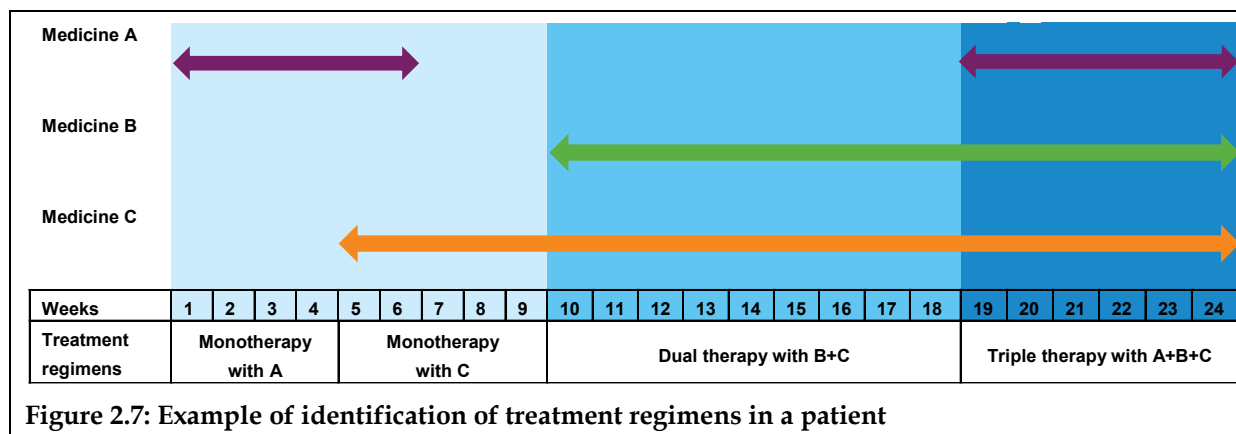 Medicine A
Medicine B
Medicine C
Weeks 1 2 3 4 5 6 7 8 9 10 11 12 13 14 15 16 17 18 19 20 21 22 23 24
Treatment regimens Monotherapy with A Monotherapy with C Dual therapy with B+C Triple therapy with A+B+C
Figure 2.7: Example of identification of treatment regimens in a patient